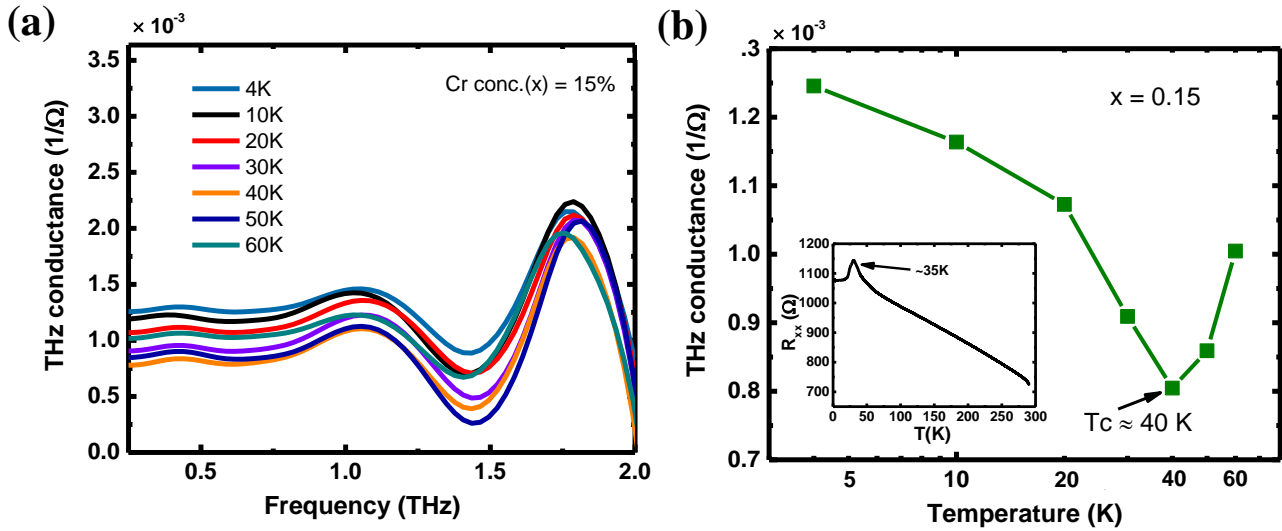 (a)
× 10⁻³
3.5
3.0
2.5
2.0
1.5
1.0
0.5
0.0
THz conductance (1/Ω)
Cr conc.(x) = 15%
4K
10K
20K
30K
40K
50K
60K
0.5
1.0
1.5
2.0
Frequency (THz)
(b)
× 10⁻³
.3
1.2
1.1
1.0
0.9
0.8
0.7
THz conductance (1/Ω)
x = 0.15
1200
1100
1000
900
800
700
R_xx (Ω)
~35K
0
50
100
150
200
250
300
T(K)
Tc ≈ 40 K
5
10
20
40
60
Temperature (K)